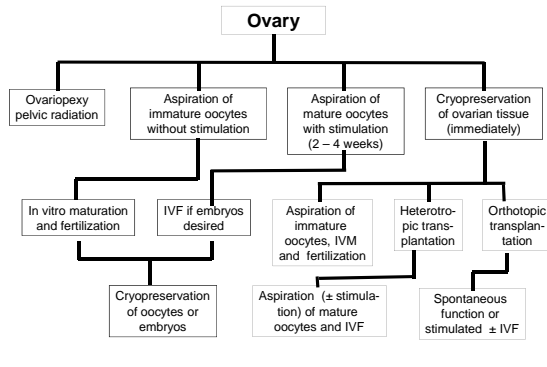 Ovary
Ovariopexy
pelvic radiation
Aspiration of
immature oocytes
without stimulation
Aspiration of
mature oocytes
with stimulation
(2 – 4 weeks)
Cryopreservation
of ovarian tissue
(immediately)
In vitro maturation
and fertilization
IVF if embryos
desired
Aspiration of
immature
oocytes, IVM
and fertilization
Heterotro-
pic trans-
plantation
Orthotopic
transplan-
tation
Cryopreservation
of oocytes or
embryos
Aspiration (± stimula-
tion) of mature
oocytes and IVF
Spontaneous
function or
stimulated ± IVF